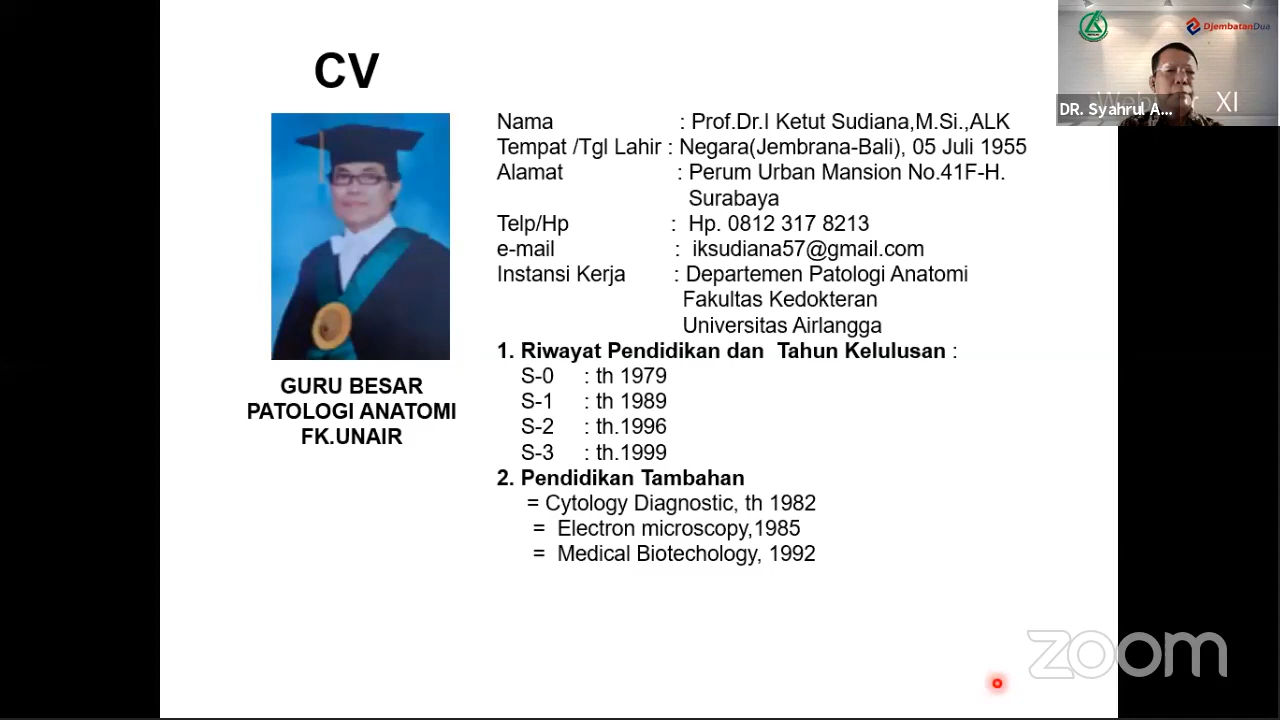 CV
Nama : Prof.Dr.I Ketut Sudiana,M.Si.,ALK
Tempat /Tgl Lahir : Negara(Jembrana-Bali), 05 Juli 1955
Alamat : Perum Urban Mansion No.41F-H.
Surabaya
Telp/Hp : Hp. 0812 317 8213
e-mail : iksudiana57@gmail.com
Instansi Kerja : Departemen Patologi Anatomi
Fakultas Kedokteran
Universitas Airlangga
1. Riwayat Pendidikan dan Tahun Kelulusan :
S-0 : th 1979
S-1 : th 1989
S-2 : th.1996
S-3 : th.1999
2. Pendidikan Tambahan
= Cytology Diagnostic, th 1982
= Electron microscopy,1985
= Medical Biotechology, 1992
GURU BESAR
PATOLOGI ANATOMI
FK.UNAIR
DjembatanDua
XI
DR. Syahrul A...
zoom